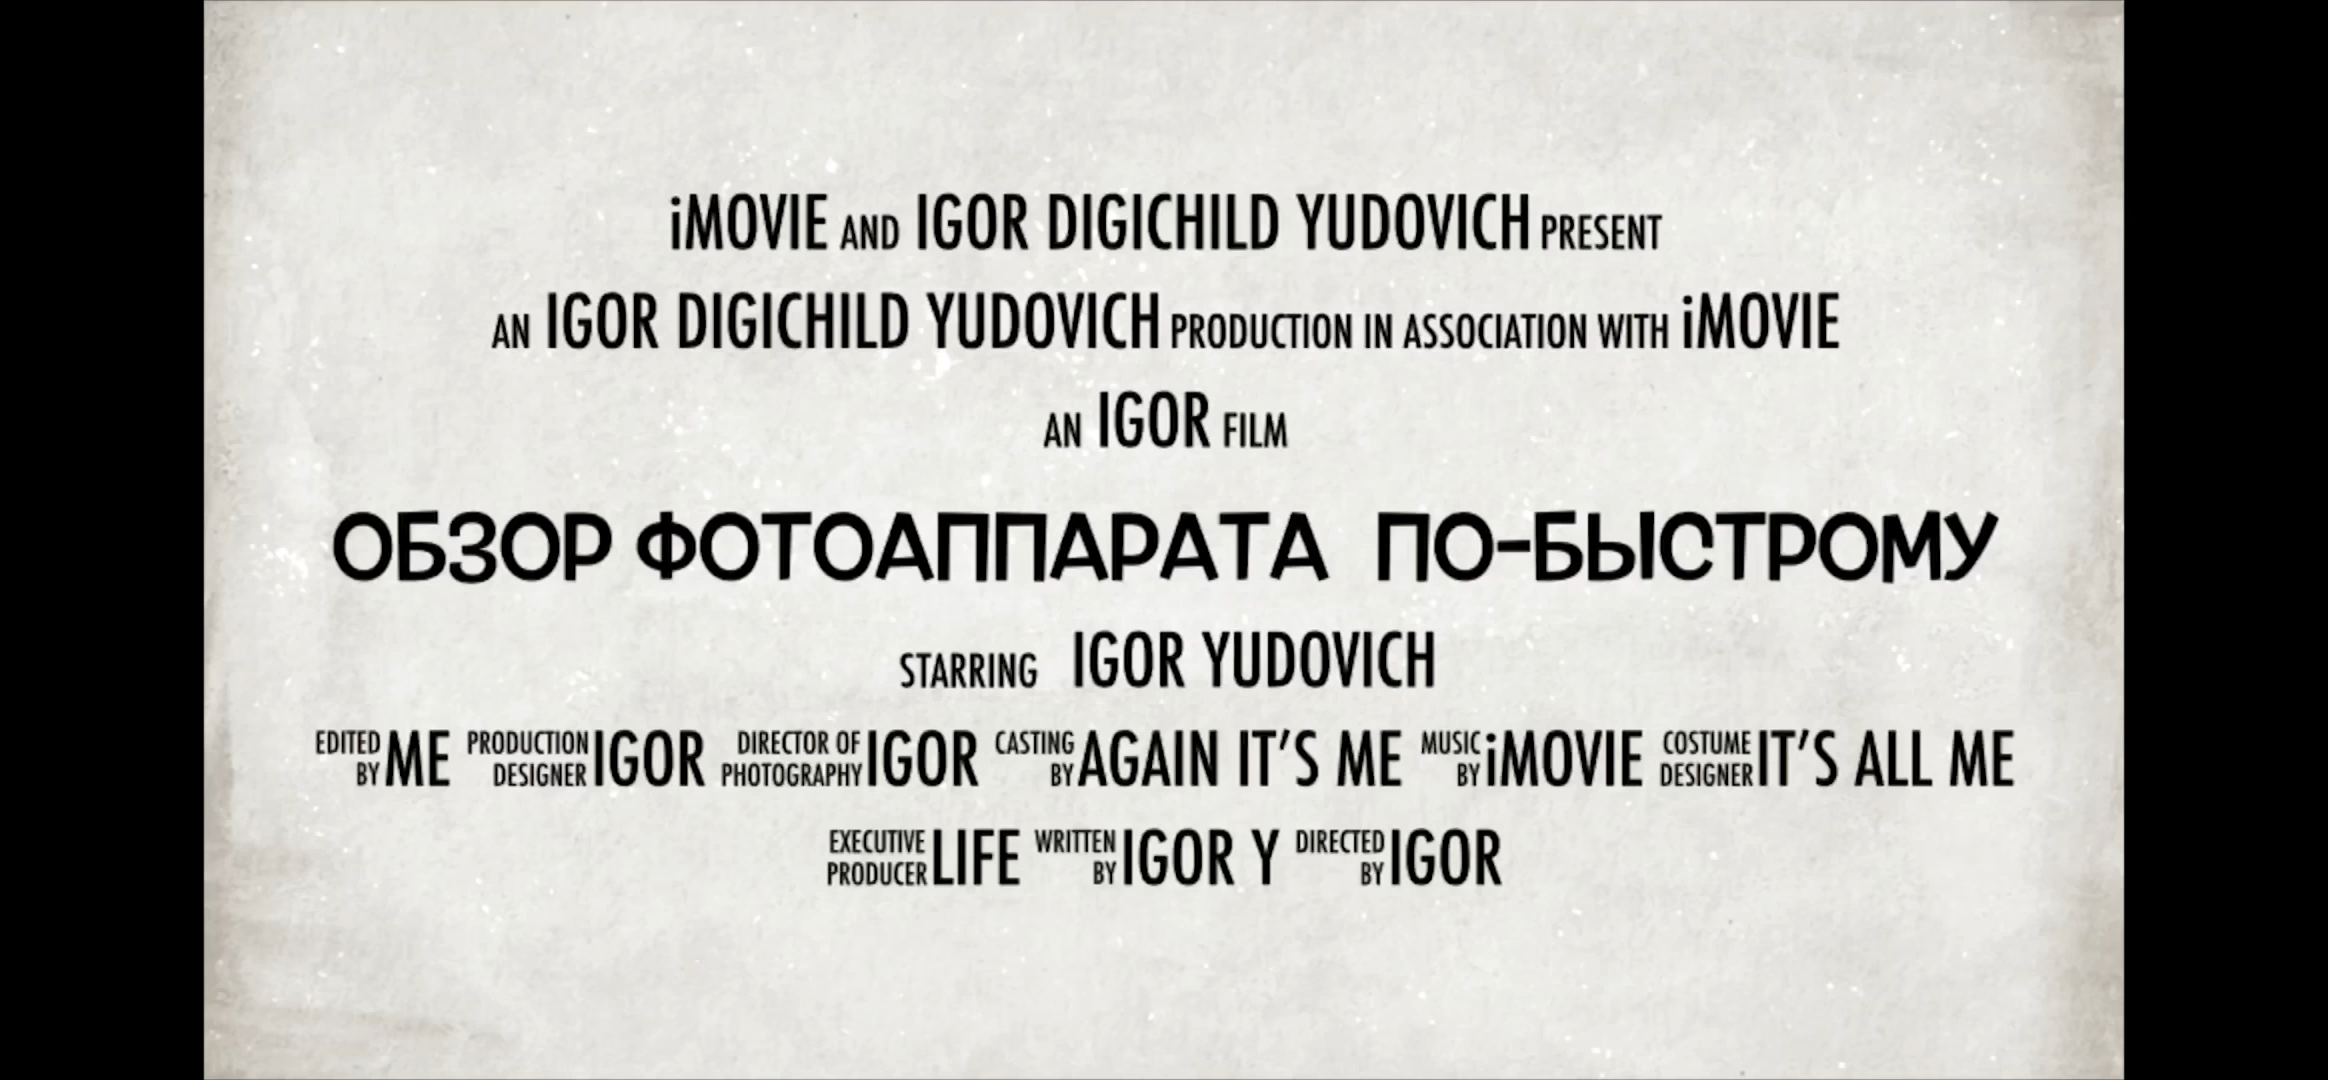 iMOVIE AND IGOR DIGICHILD YUDOVICH PRESENT
AN IGOR DIGICHILD YUDOVICH PRODUCTION IN ASSOCIATION WITH iMOVIE
AN IGOR FILM
ОБЗОР ФОТОАППАРАТА ПО-БЫСТРОМУ
STARRING IGOR YUDOVICH
EDITED BY ME PRODUCTION DESIGNER IGOR DIRECTOR OF PHOTOGRAPHY IGOR CASTING BY AGAIN IT'S ME MUSIC BY iMOVIE COSTUME DESIGNER IT'S ALL ME
EXECUTIVE PRODUCER LIFE WRITTEN BY IGOR Y DIRECTED BY IGOR